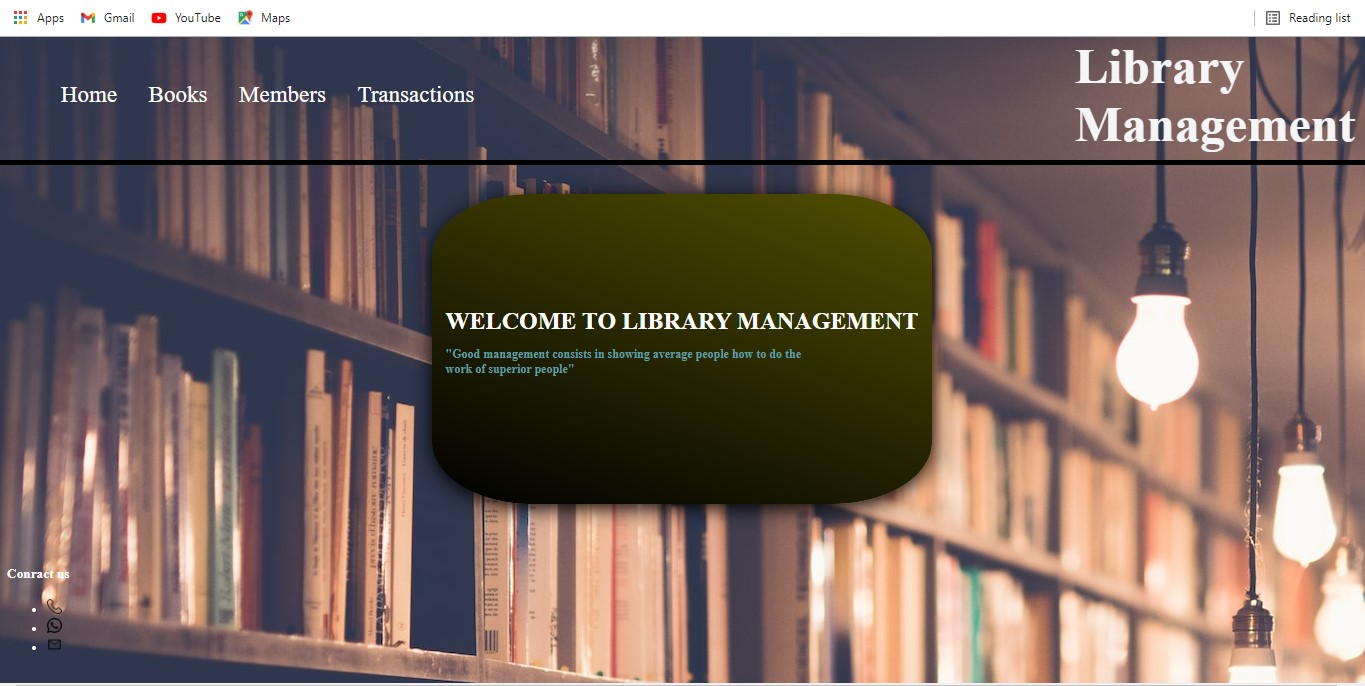 Apps Gmail YouTube Maps Reading list
Home Books Members Transactions
Library
Management
WELCOME TO LIBRARY MANAGEMENT
"Good management consists in showing average people how to do the
work of superior people"
Conract us